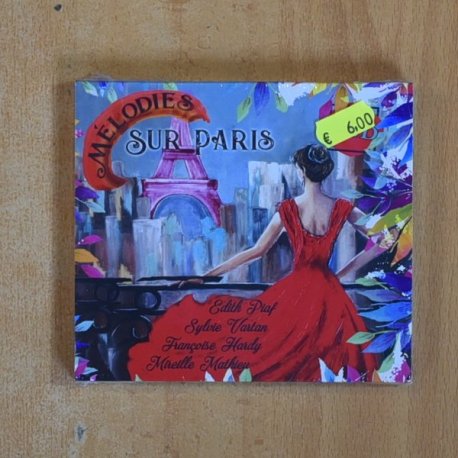 MÉLODIES
SUR PARIS
€ 6,00
Edith Piaf
Sylvie Vartan
Françoise Hardy
Mireille Mathieu